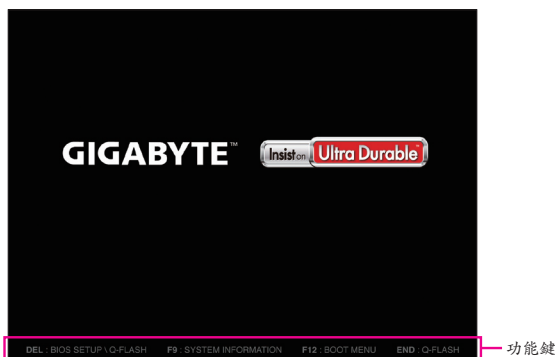 GIGABYTE™
Insist on Ultra Durable™
DEL : BIOS SETUP \ Q-FLASH F9 : SYSTEM INFORMATION F12 : BOOT MENU END : Q-FLASH
功能鍵